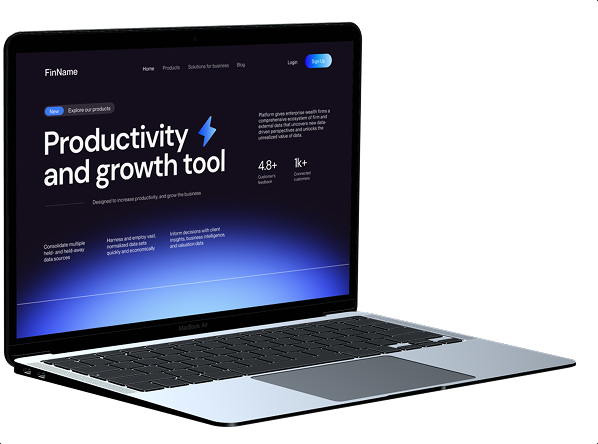 FinName
Home Products Solutions for business Blog
Login Sign Up
New Explore our products
Productivity
and growth tool
Designed to increase productivity, and grow the business
Platform gives enterprise wealth firms a
comprehensive ecosystem of firm and
external data that uncovers new data-
driven perspectives and unlocks the
unrealized value of data.
4.8+
Customer's
feedback
1k+
Connected
customers
Consolidate multiple
held- and held-away
data sources
Harness and employ vast,
normalized data sets
quickly and economically
Inform decisions with client
insights, business intelligence,
and valuation data
MacBook Air